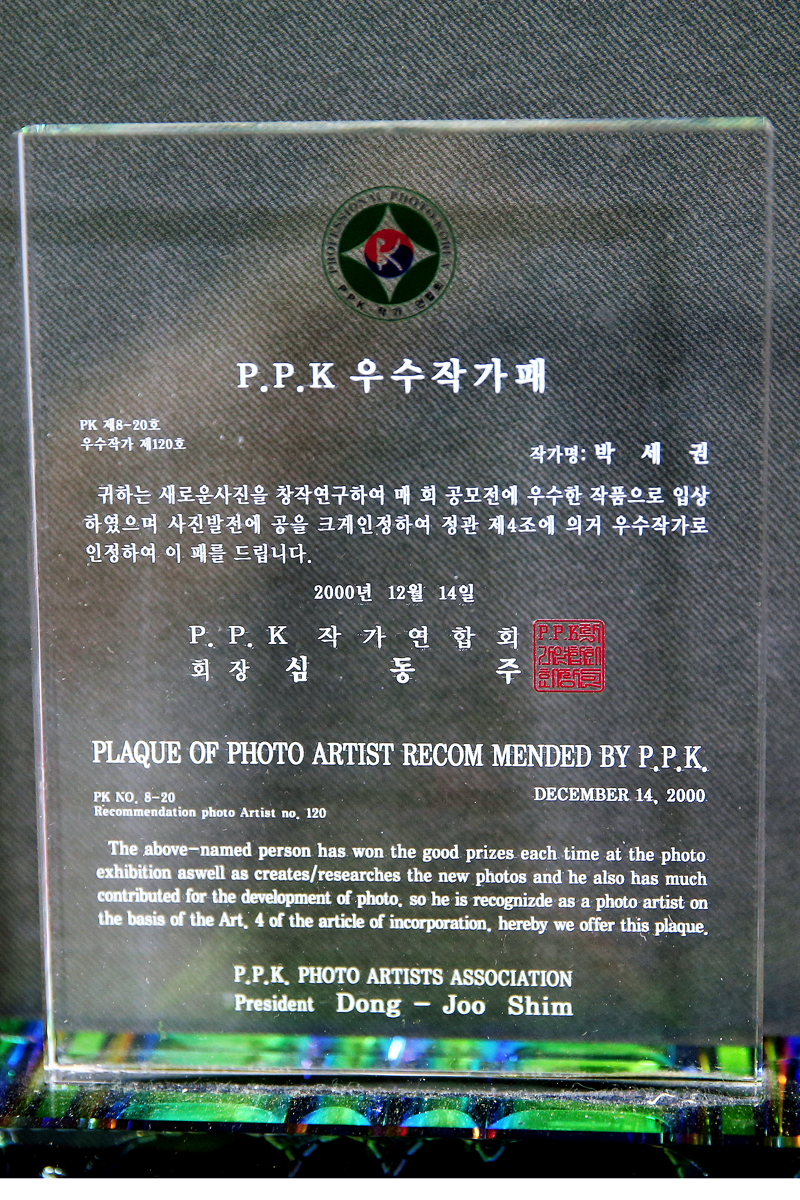 PROFESSIONAL PHOTO KOREA
P.P.K 작가 연합회
P.P.K 우수작가패
PK 제8-20호
우수작가 제120호
작가명: 박 세 권
귀하는 새로운사진을 창작연구하여 매 회 공모전에 우수한 작품으로 입상
하였으며 사진발전에 공을 크게인정하여 정관 제4조에 의거 우수작가로
인정하여 이 패를 드립니다.
2000년 12월 14일
P. P. K 작 가 연 합 회
회 장 심 동 주
PLAQUE OF PHOTO ARTIST RECOM MENDED BY P.P.K.
PK NO. 8-20
DECEMBER 14, 2000
Recommendation photo Artist no. 120
The above-named person has won the good prizes each time at the photo
exhibition aswell as creates/researches the new photos and he also has much
contributed for the development of photo, so he is recognizde as a photo artist on
the basis of the Art. 4 of the article of incorporation, hereby we offer this plaque.
P.P.K. PHOTO ARTISTS ASSOCIATION
President Dong - Joo Shim